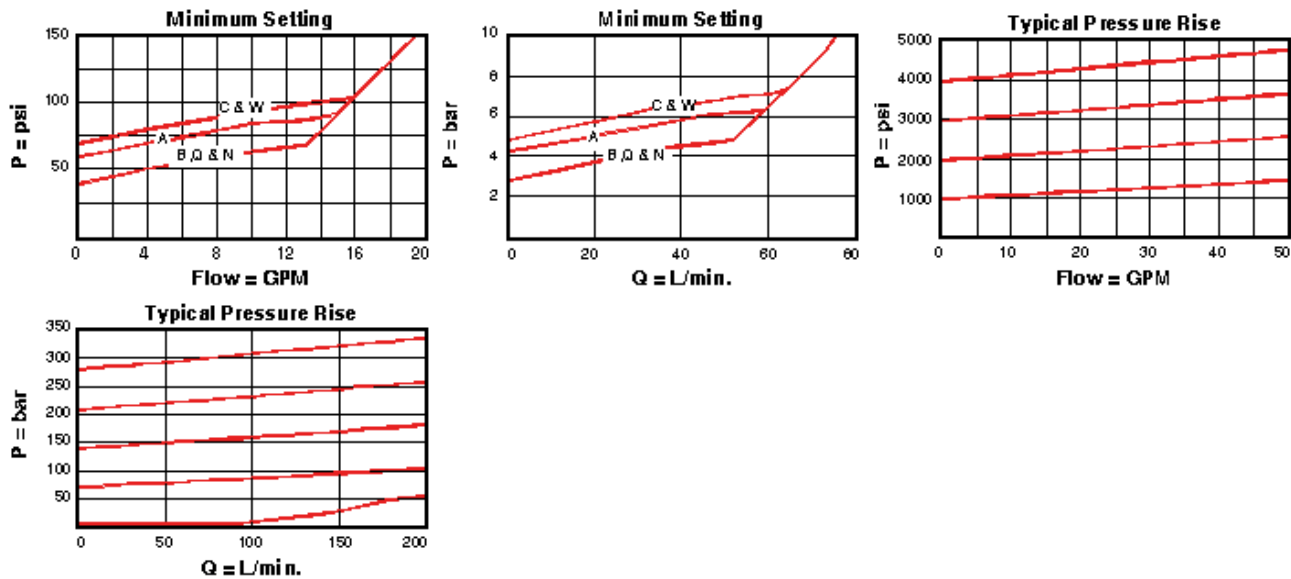 Minimum Setting
150
100
50
P = psi
C & W
A
B,Q & N
0 4 8 12 16 20
Flow = GPM
Minimum Setting
10
8
6
4
2
P = bar
C & W
A
B,Q & N
0 20 40 60 80
Q = L/min.
Typical Pressure Rise
5000
4000
3000
2000
1000
P = psi
0 10 20 30 40 50
Flow = GPM
Typical Pressure Rise
350
300
250
200
150
100
50
P = bar
0 50 100 150 200
Q = L/min.